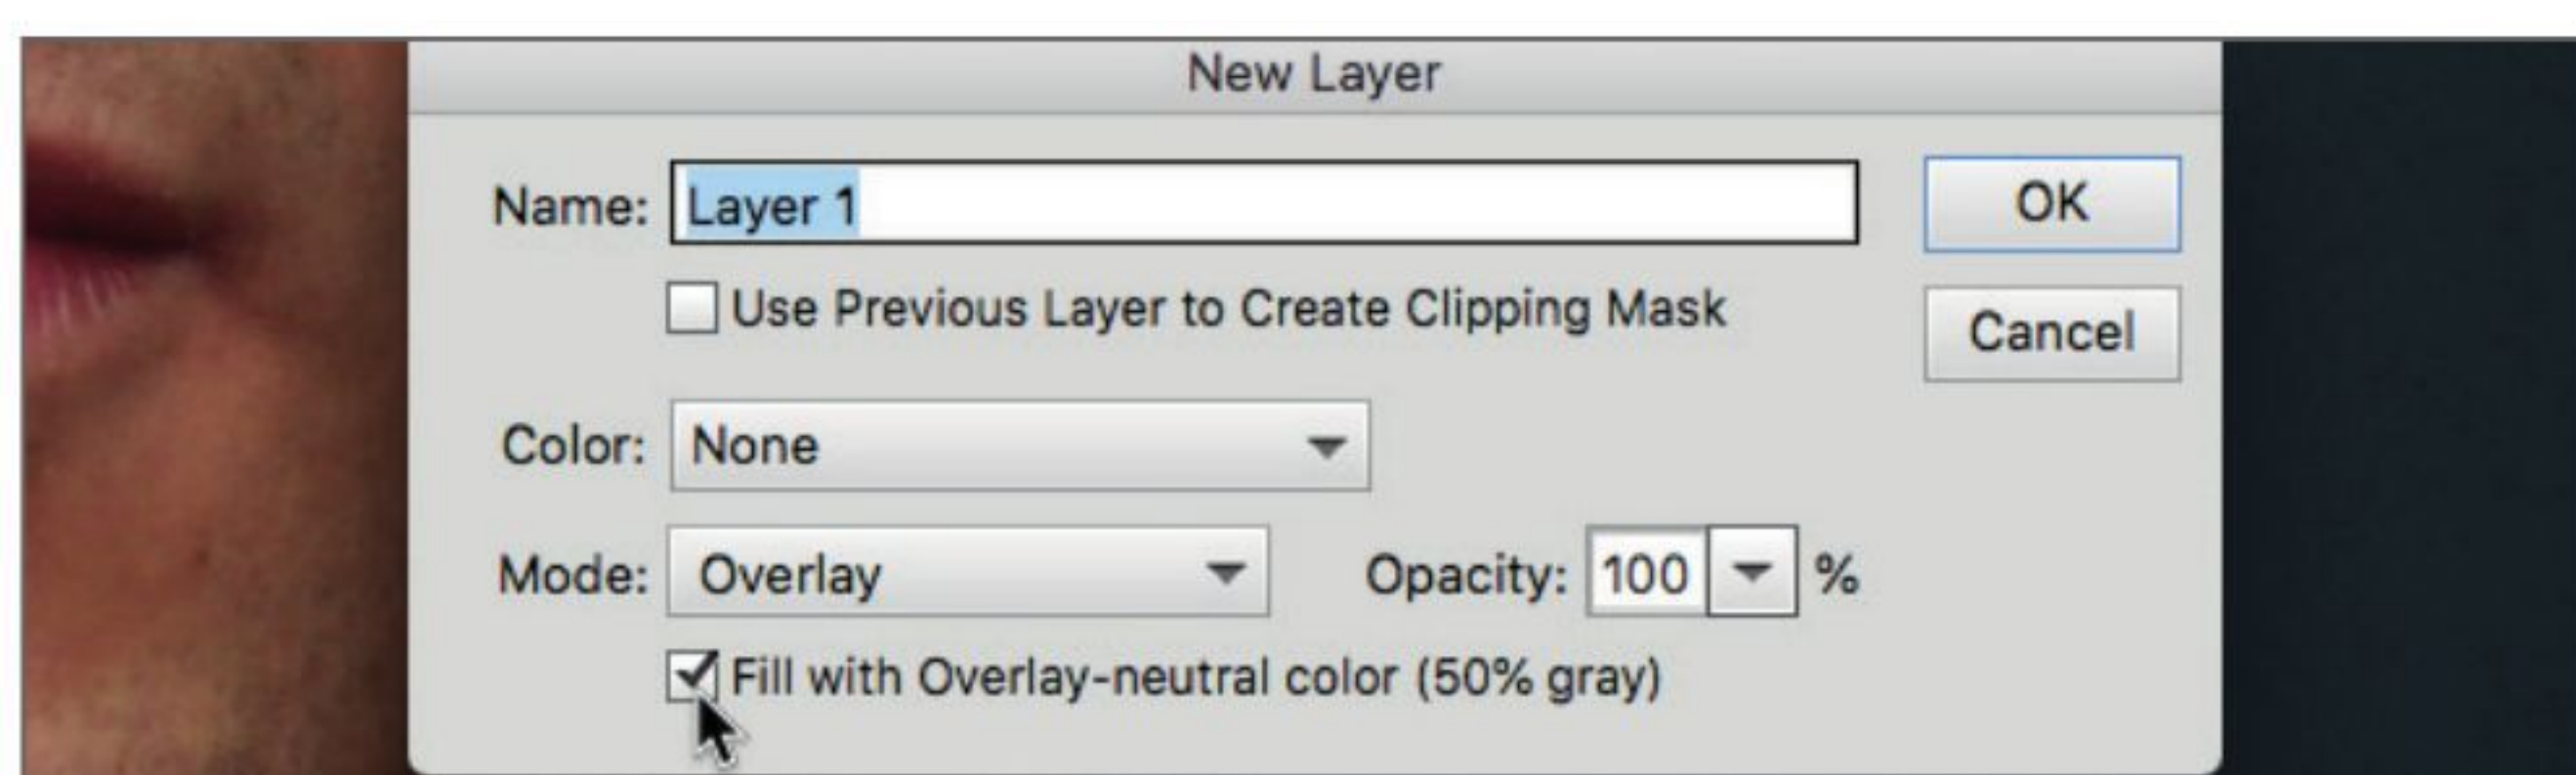 New Layer
Name: Layer 1
OK
Use Previous Layer to Create Clipping Mask
Cancel
Color: None
Mode: Overlay Opacity: 100 %
Fill with Overlay-neutral color (50% gray)